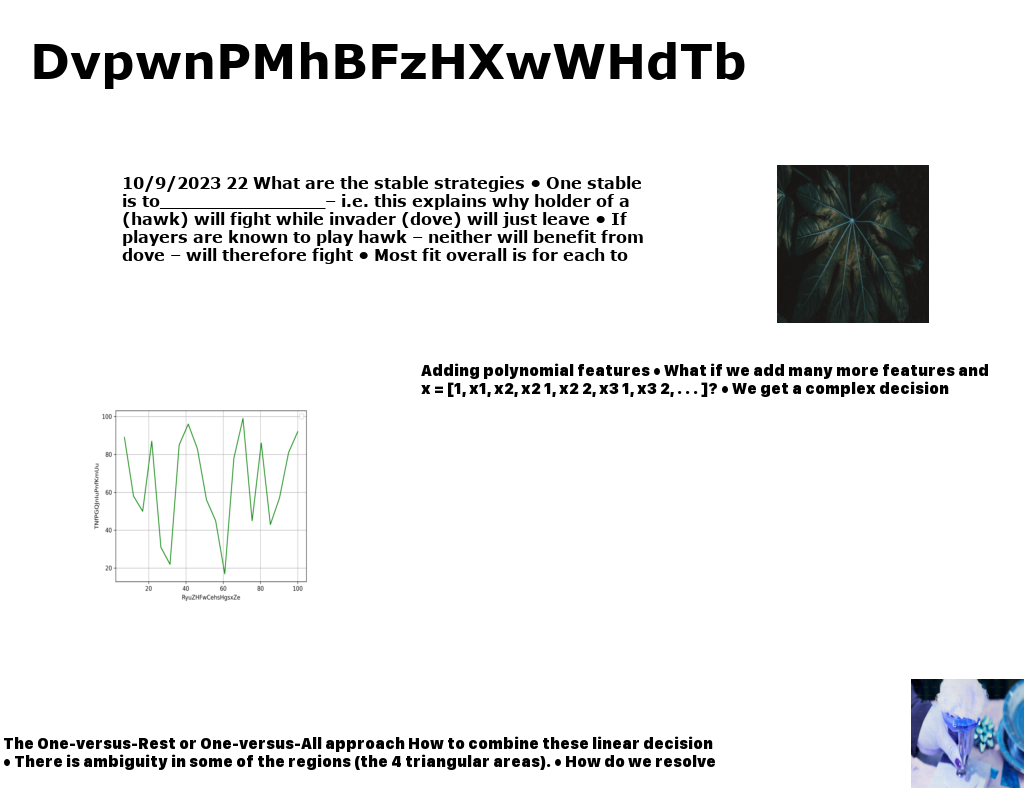 DvpwnPMhBFzHXwWHdTb
10/9/2023 22 What are the stable strategies • One stable
is to____________________– i.e. this explains why holder of a
(hawk) will fight while invader (dove) will just leave • If
players are known to play hawk – neither will benefit from
dove – will therefore fight • Most fit overall is for each to
Adding polynomial features • What if we add many more features and
x = [1, x1, x2, x2 1, x2 2, x3 1, x3 2, . . . ]? • We get a complex decision
100
80
60
40
20
20 40 60 80 100
RyuZHFwCehsHgsxZe
The One-versus-Rest or One-versus-All approach How to combine these linear decision
• There is ambiguity in some of the regions (the 4 triangular areas). • How do we resolve